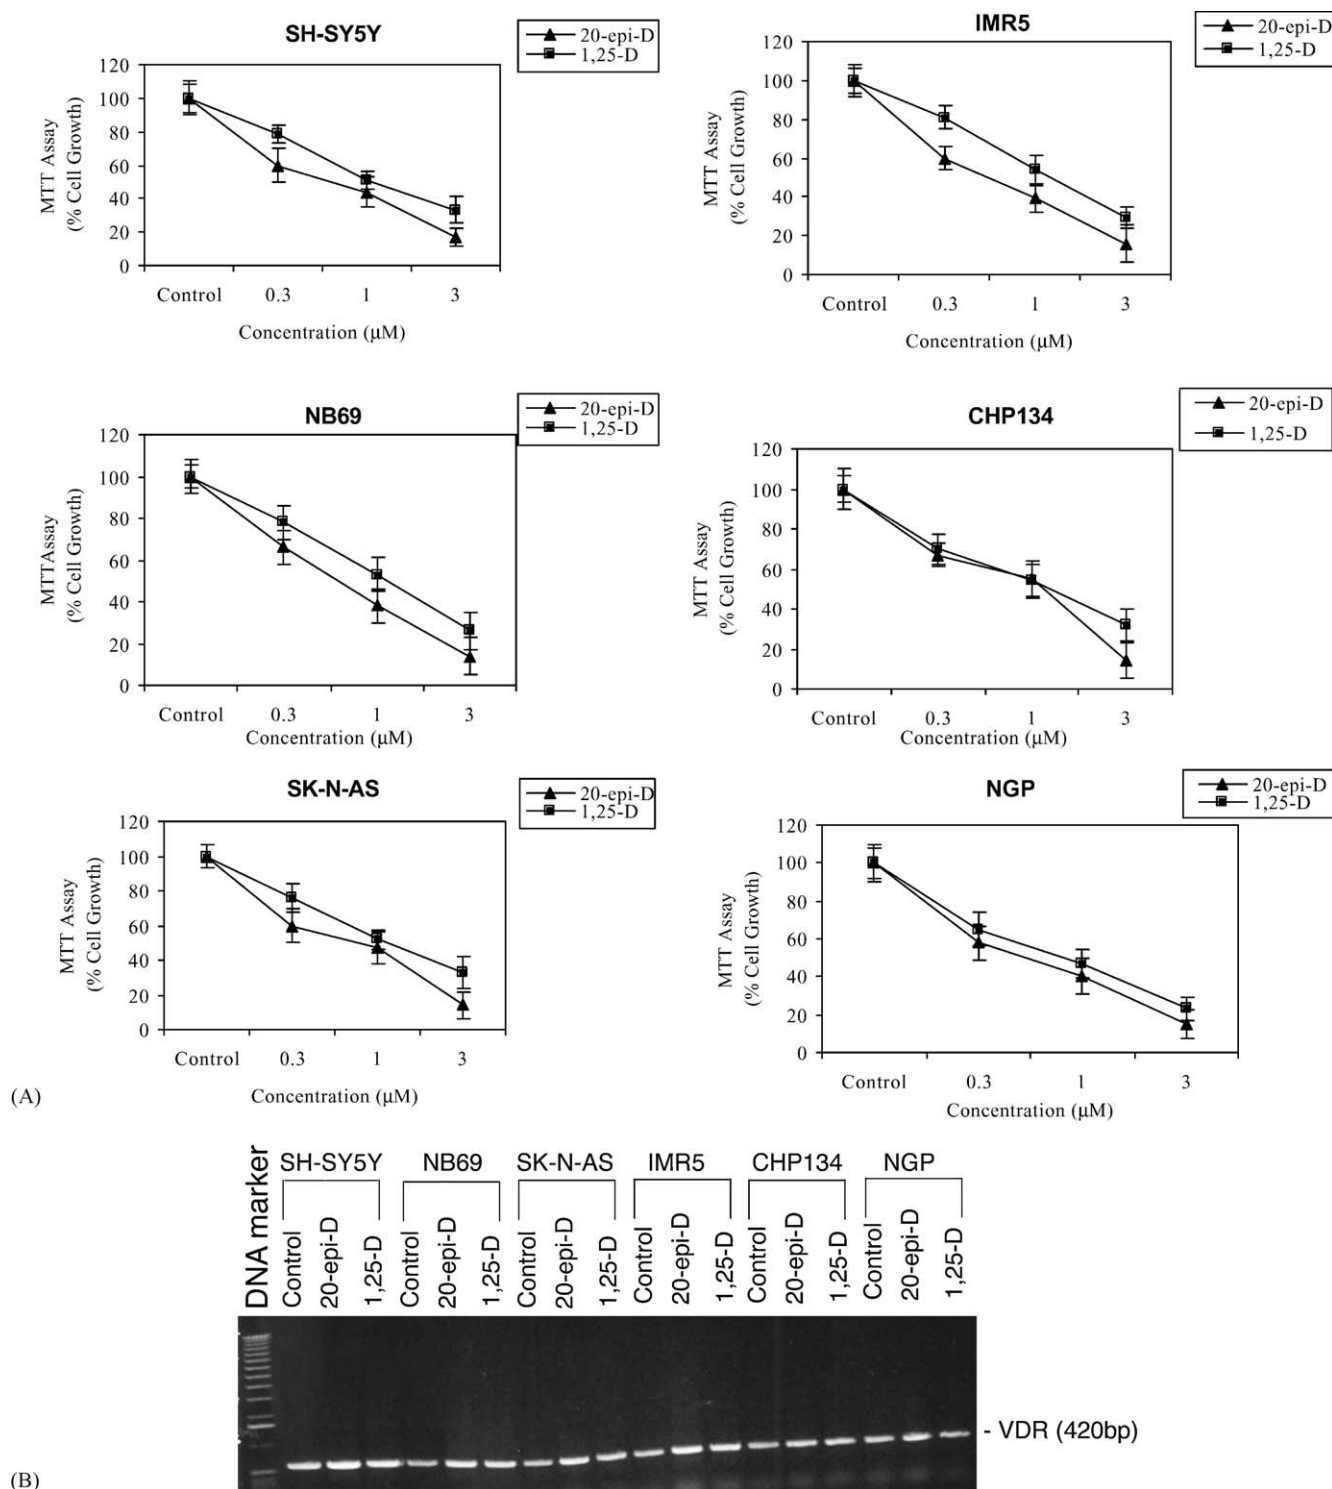 SH-SY5Y
20-epi-D
1,25-D
120
100
80
60
40
20
0
MTT Assay
(% Cell Growth)
Control 0.3 1 3
Concentration (µM)
IMR5
20-epi-D
1,25-D
120
100
80
60
40
20
0
MTT Assay
(% Cell Growth)
Control 0.3 1 3
Concentration (µM)
NB69
20-epi-D
1,25-D
120
100
80
60
40
20
0
MTTAssay
(% Cell Growth)
Control 0.3 1 3
Concentration (µM)
CHP134
20-epi-D
1,25-D
120
100
80
60
40
20
0
MTT Assay
(% Cell Growth)
Control 0.3 1 3
Concentration (µM)
SK-N-AS
20-epi-D
1,25-D
120
100
80
60
40
20
0
MTT Assay
(% Cell Growth)
Control 0.3 1 3
Concentration (µM)
NGP
20-epi-D
1,25-D
120
100
80
60
40
20
0
MTT Assay
(% Cell Growth)
Control 0.3 1 3
Concentration (µM)
(A)
DNA marker
SH-SY5Y NB69 SK-N-AS IMR5 CHP134 NGP
Control
20-epi-D
1,25-D
Control
20-epi-D
1,25-D
Control
20-epi-D
1,25-D
Control
20-epi-D
1,25-D
Control
20-epi-D
1,25-D
Control
20-epi-D
1,25-D
- VDR (420bp)
(B)